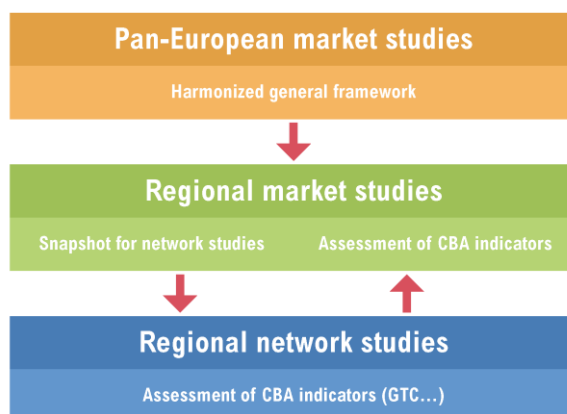 Pan-European market studies
Harmonized general framework
Regional market studies
Snapshot for network studies
Assessment of CBA indicators
Regional network studies
Assessment of CBA indicators (GTC...)